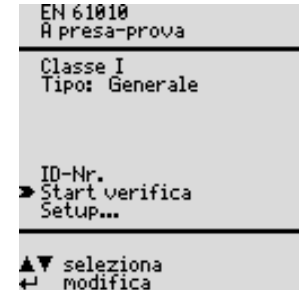 EN 61010
A presa-prova
Classe I
Tipo: Generale
ID-Nr.
Start verifica
Setup...
▲▼ seleziona
↵ modifica